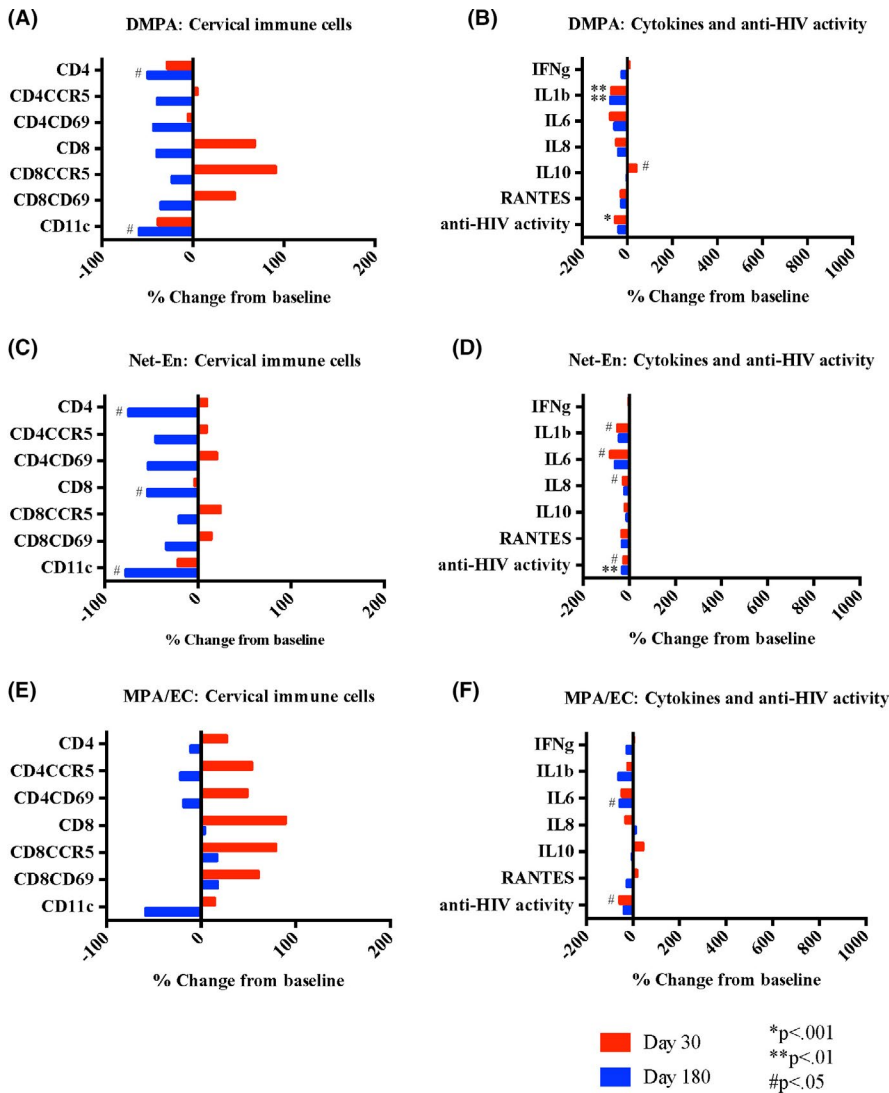 (A)
DMPA: Cervical immune cells
CD4
#
CD4CCR5
CD4CD69
CD8
CD8CCR5
CD8CD69
CD11c
#
-100
0
100
200
% Change from baseline
(B)
DMPA: Cytokines and anti-HIV activity
IFNg
IL1b
**
**
IL6
IL8
IL10
#
RANTES
anti-HIV activity
*
-200
0
200
400
600
800
1000
% Change from baseline
(C)
Net-En: Cervical immune cells
CD4
#
CD4CCR5
CD4CD69
CD8
#
CD8CCR5
CD8CD69
CD11c
#
-100
0
100
200
% Change from baseline
(D)
Net-En: Cytokines and anti-HIV activity
IFNg
IL1b
#
IL6
#
IL8
#
IL10
RANTES
anti-HIV activity
#
**
-200
0
200
400
600
800
1000
% Change from baseline
(E)
MPA/EC: Cervical immune cells
CD4
CD4CCR5
CD4CD69
CD8
CD8CCR5
CD8CD69
CD11c
-100
0
100
200
% Change from baseline
(F)
MPA/EC: Cytokines and anti-HIV activity
IFNg
IL1b
IL6
#
IL8
IL10
RANTES
anti-HIV activity
#
-200
0
200
400
600
800
1000
% Change from baseline
Day 30
Day 180
*p<.001
**p<.01
#p<.05